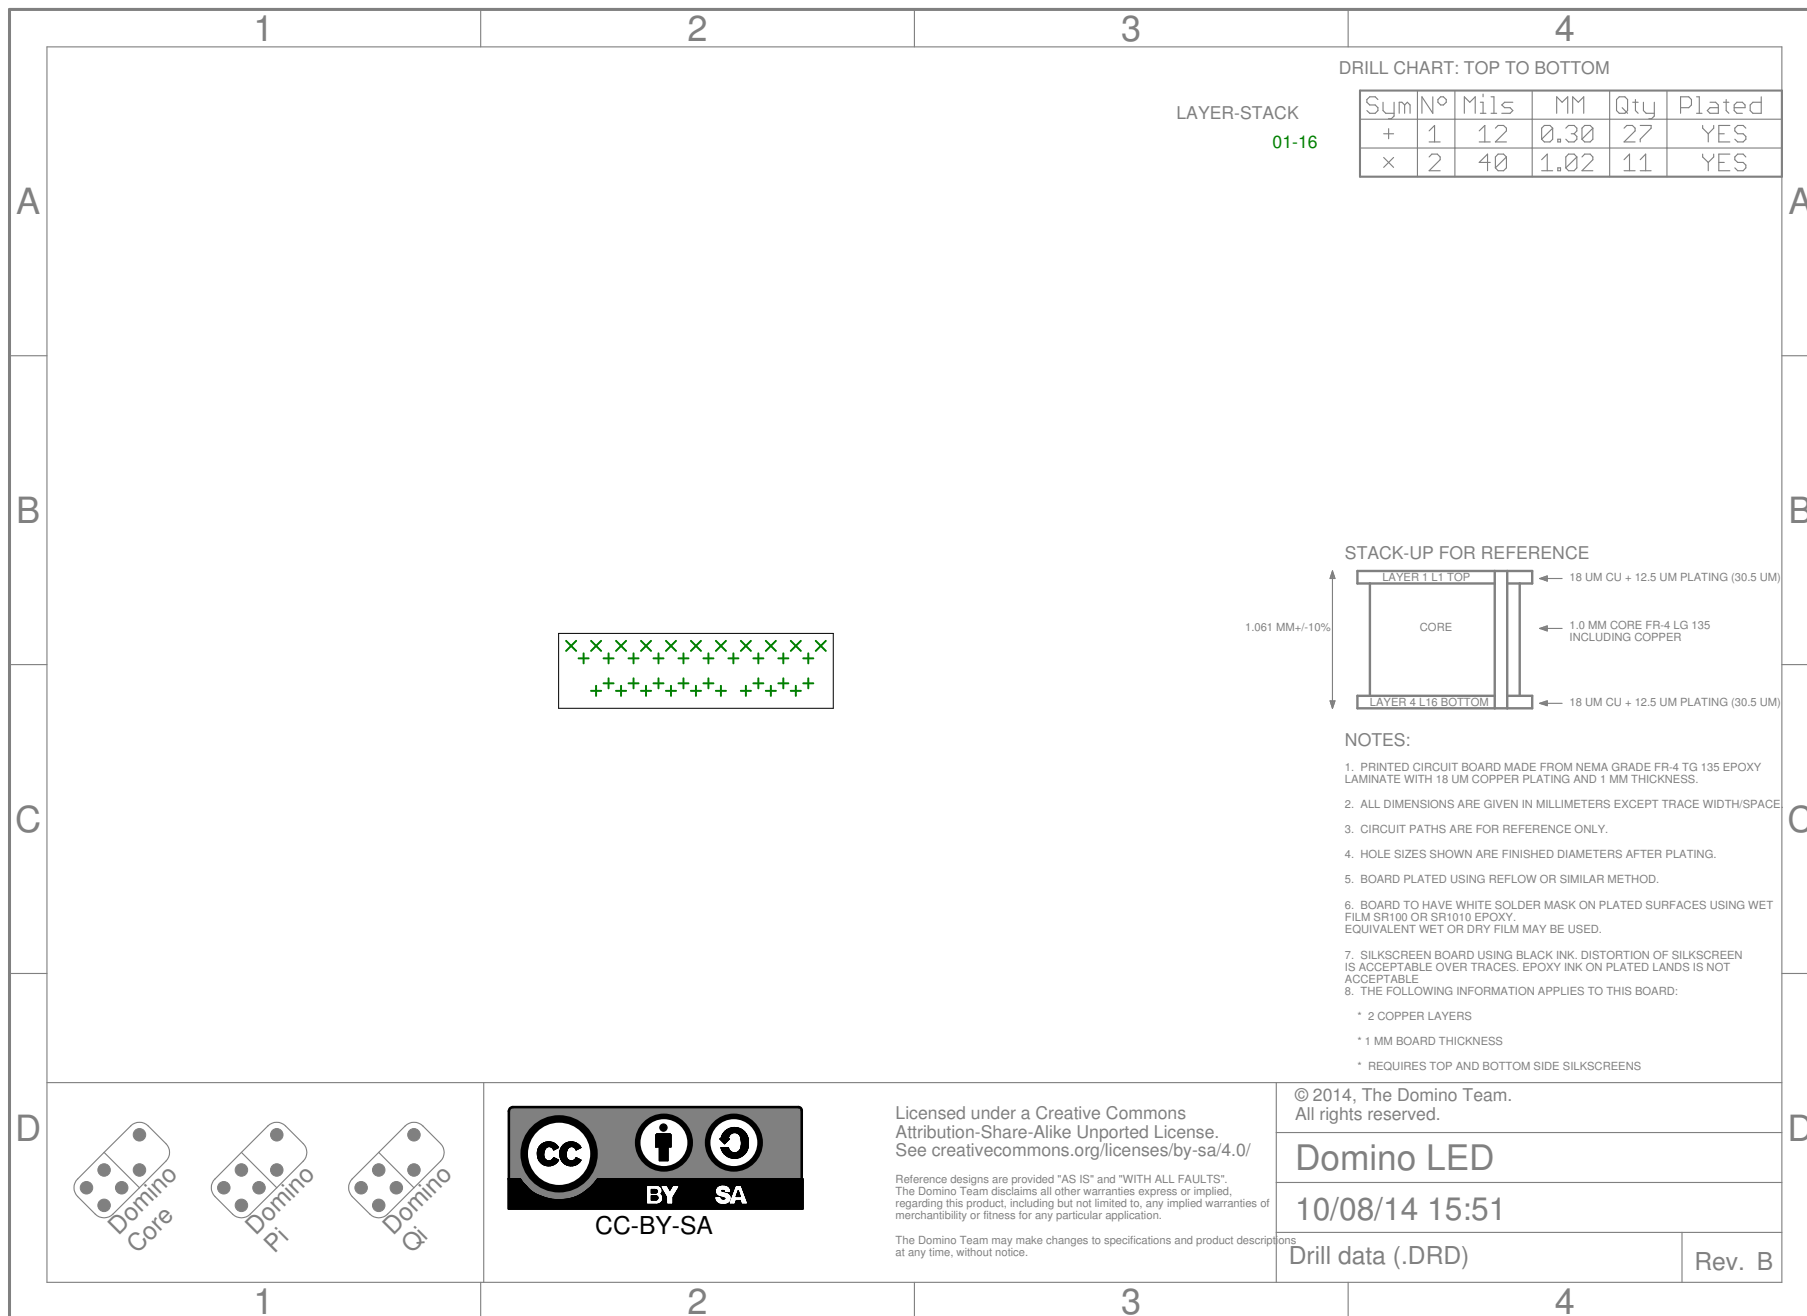 1 2 3 4
DRILL CHART: TOP TO BOTTOM
LAYER-STACK
01-16
Sym N° Mils MM Qty Plated
+ 1 12 0.30 27 YES
× 2 40 1.02 11 YES
A A
B B
STACK-UP FOR REFERENCE
LAYER 1 L1 TOP
18 UM CU + 12.5 UM PLATING (30.5 UM)
1.061 MM+/-10%
CORE
1.0 MM CORE FR-4 LG 135
INCLUDING COPPER
LAYER 4 L16 BOTTOM
18 UM CU + 12.5 UM PLATING (30.5 UM)
NOTES:
1. PRINTED CIRCUIT BOARD MADE FROM NEMA GRADE FR-4 TG 135 EPOXY
LAMINATE WITH 18 UM COPPER PLATING AND 1 MM THICKNESS.
2. ALL DIMENSIONS ARE GIVEN IN MILLIMETERS EXCEPT TRACE WIDTH/SPACE
C C
3. CIRCUIT PATHS ARE FOR REFERENCE ONLY.
4. HOLE SIZES SHOWN ARE FINISHED DIAMETERS AFTER PLATING.
5. BOARD PLATED USING REFLOW OR SIMILAR METHOD.
6. BOARD TO HAVE WHITE SOLDER MASK ON PLATED SURFACES USING WET
FILM SR100 OR SR1010 EPOXY.
EQUIVALENT WET OR DRY FILM MAY BE USED.
7. SILKSCREEN BOARD USING BLACK INK. DISTORTION OF SILKSCREEN
IS ACCEPTABLE OVER TRACES. EPOXY INK ON PLATED LANDS IS NOT
ACCEPTABLE
8. THE FOLLOWING INFORMATION APPLIES TO THIS BOARD:
* 2 COPPER LAYERS
* 1 MM BOARD THICKNESS
* REQUIRES TOP AND BOTTOM SIDE SILKSCREENS
D D
Domino
Core
Domino
Pi
Domino
Qi
cc
BY SA
CC-BY-SA
Licensed under a Creative Commons
Attribution-Share-Alike Unported License.
See creativecommons.org/licenses/by-sa/4.0/
Reference designs are provided "AS IS" and "WITH ALL FAULTS".
The Domino Team disclaims all other warranties express or implied,
regarding this product, including but not limited to, any implied warranties of
merchantibility or fitness for any particular application.
The Domino Team may make changes to specifications and product descriptions
at any time, without notice.
© 2014, The Domino Team.
All rights reserved.
Domino LED
10/08/14 15:51
Drill data (.DRD)
Rev. B
1 2 3 4